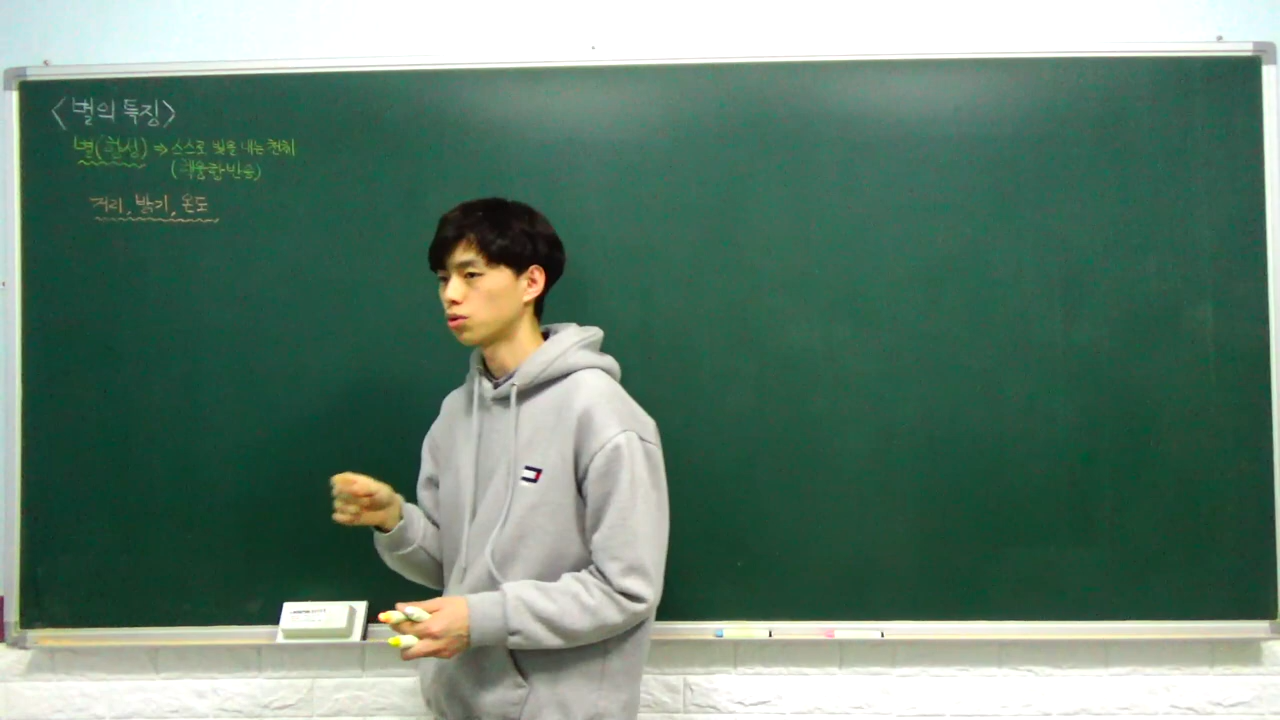 <별의 특징>
별(항성) ⇒ 스스로 빛을 내는 천체
(핵융합 반응)
거리, 밝기, 온도